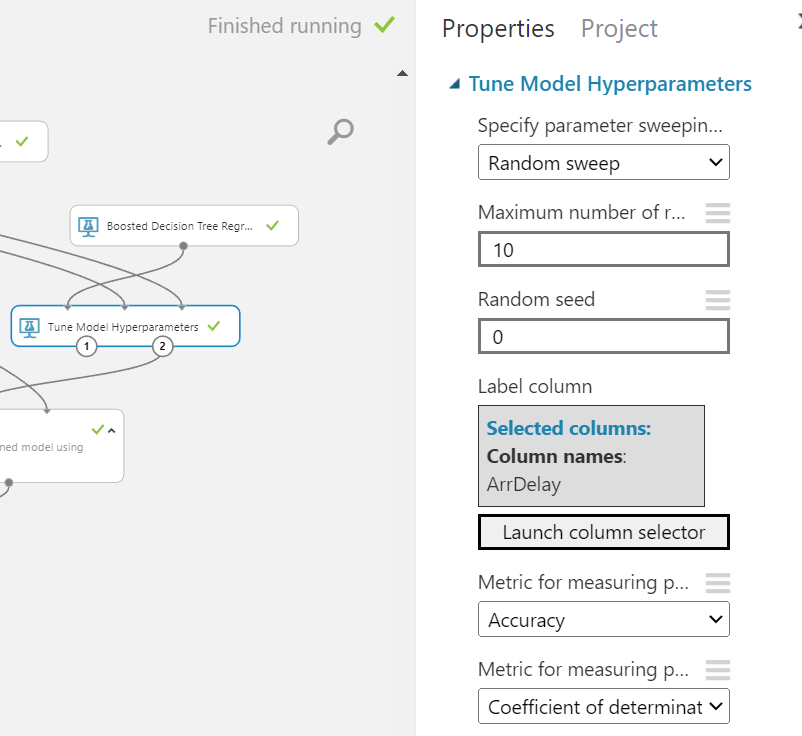 Finished running
Boosted Decision Tree Regr...
Tune Model Hyperparameters
1
2
ned model using
Properties
Project
Tune Model Hyperparameters
Specify parameter sweepin...
Random sweep
Maximum number of r...
10
Random seed
0
Label column
Selected columns:
Column names:
ArrDelay
Launch column selector
Metric for measuring p...
Accuracy
Metric for measuring p...
Coefficient of determinat